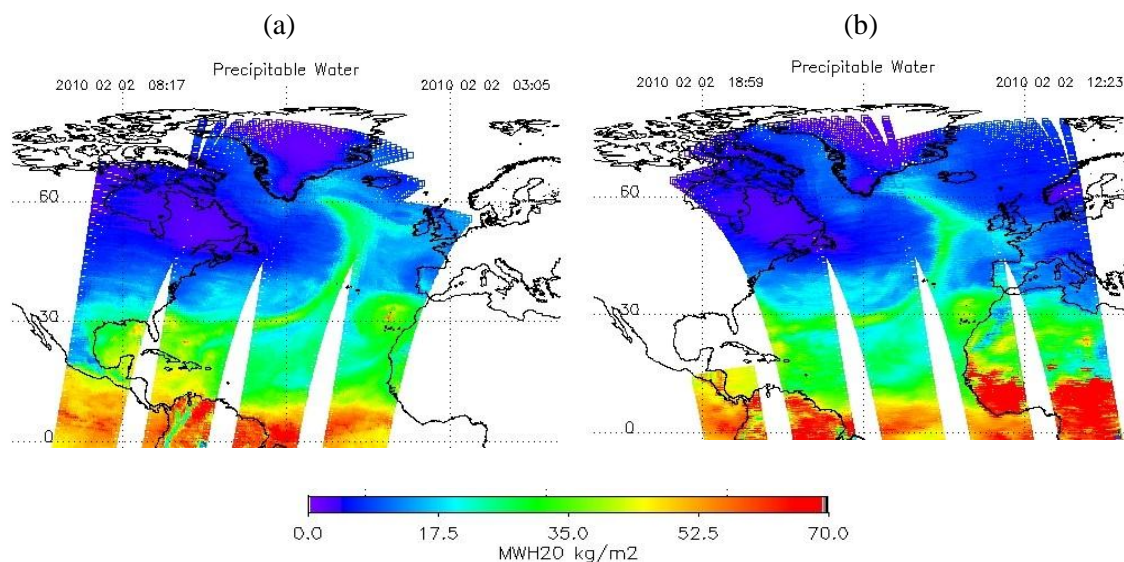 (a)
Precipitable Water
2010 02 02 08:17
2010 02 02 03:05
60
30
0
(b)
Precipitable Water
2010 02 02 18:59
2010 02 02 12:23
60
30
0
0.0 17.5 35.0 52.5 70.0
MWH2O kg/m2